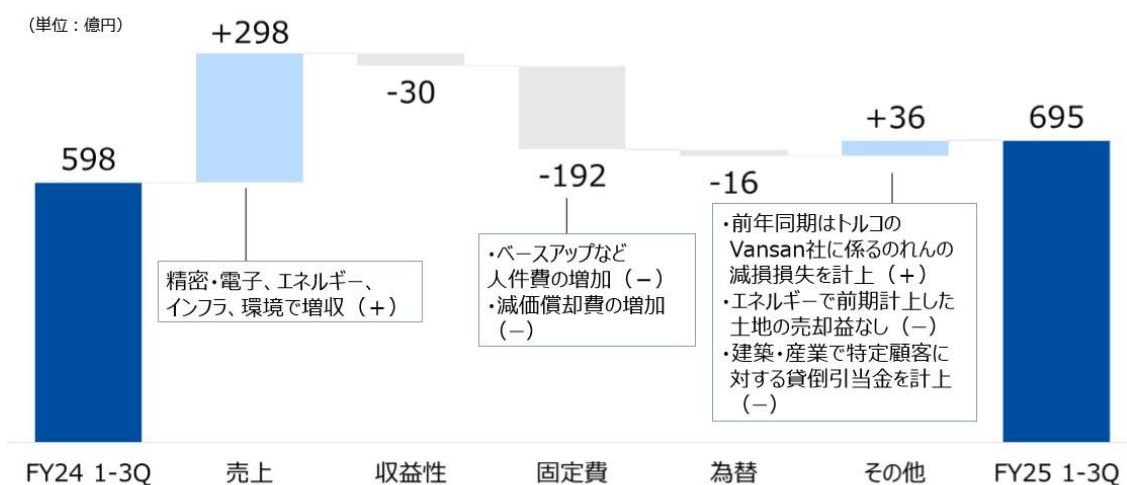 （単位：億円）
+298
-30
+36
695
598
-192
-16
精密・電子、エネルギー、
インフラ、環境で増収（＋）
・ベースアップなど
人件費の増加（－）
・減価償却費の増加
（－）
・前年同期はトルコの
Vansan社に係るのれんの
減損損失を計上（＋）
・エネルギーで前期計上した
土地の売却益なし（－）
・建築・産業で特定顧客に
対する貸倒引当金を計上
（－）
FY24 1-3Q
売上
収益性
固定費
為替
その他
FY25 1-3Q